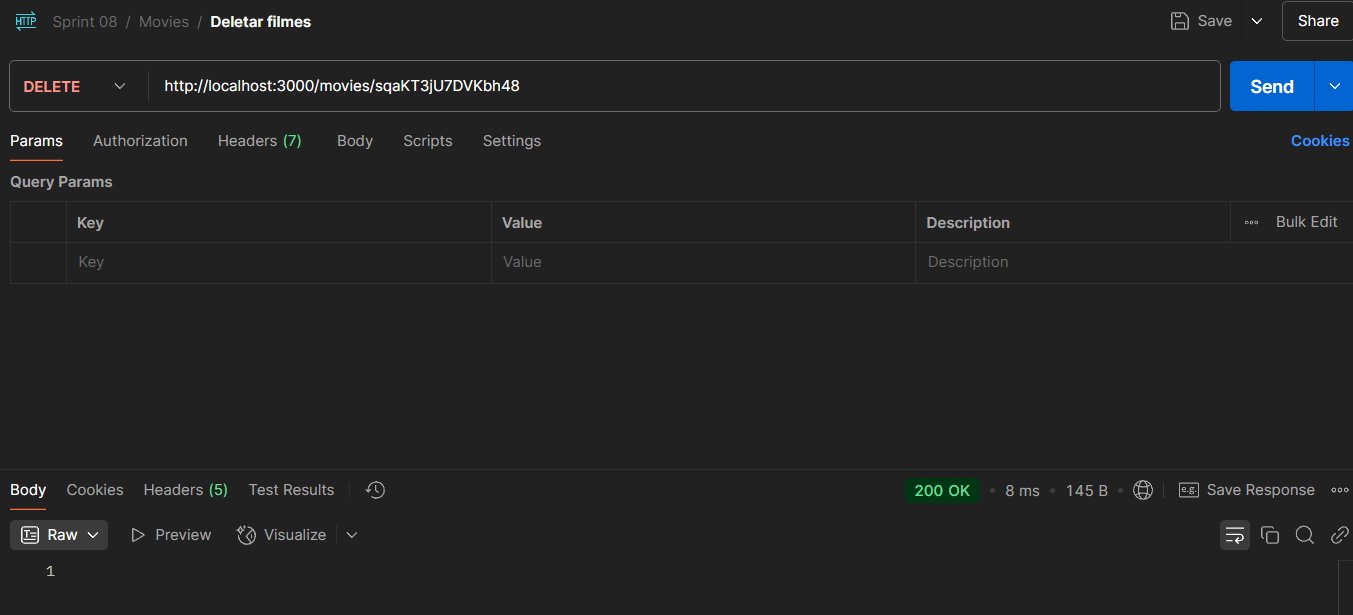 HTTP Sprint 08 / Movies / Deletar filmes Save Share
DELETE http://localhost:3000/movies/sqaKT3jU7DVKbh48 Send
Params Authorization Headers (7) Body Scripts Settings Cookies
Query Params
Key Value Description Bulk Edit
Key Value Description
Body Cookies Headers (5) Test Results 200 OK • 8 ms • 145 B • e.g. Save Response
Raw Preview Visualize
1